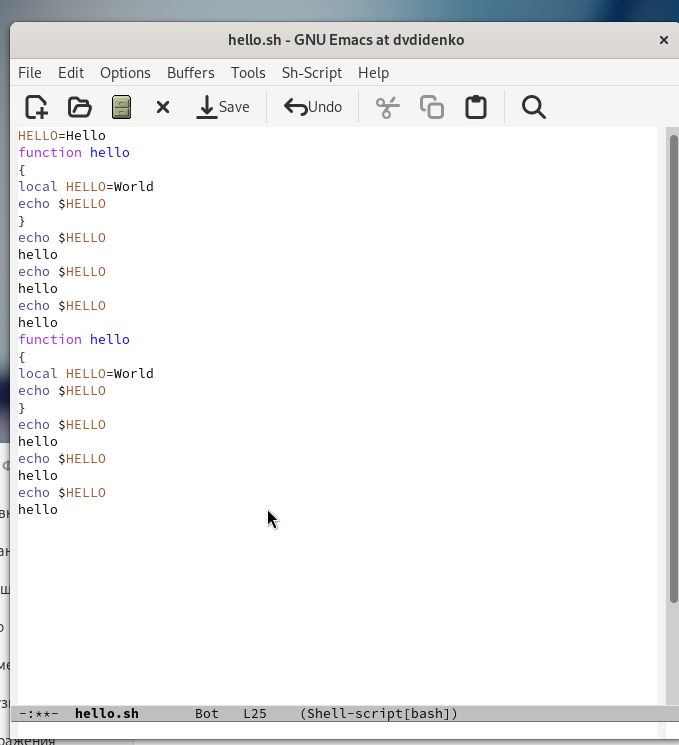 hello.sh - GNU Emacs at dvdidenko
File Edit Options Buffers Tools Sh-Script Help
Save Undo
HELLO=Hello
function hello
{
local HELLO=World
echo $HELLO
}
echo $HELLO
hello
echo $HELLO
hello
echo $HELLO
hello
function hello
{
local HELLO=World
echo $HELLO
}
echo $HELLO
hello
echo $HELLO
hello
echo $HELLO
hello
-:**- hello.sh Bot L25 (Shell-script[bash])